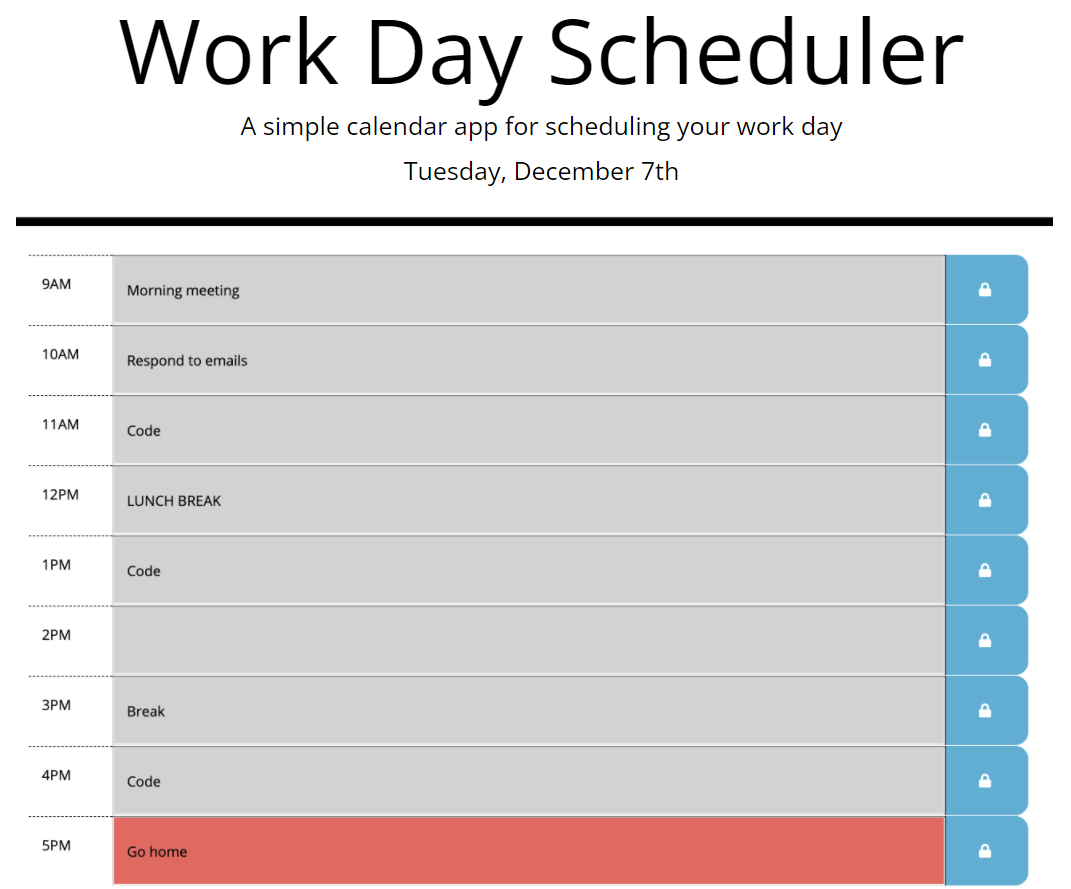 Work Day Scheduler
A simple calendar app for scheduling your work day
Tuesday, December 7th
9AM
Morning meeting
10AM
Respond to emails
11AM
Code
12PM
LUNCH BREAK
1PM
Code
2PM
3PM
Break
4PM
Code
5PM
Go home